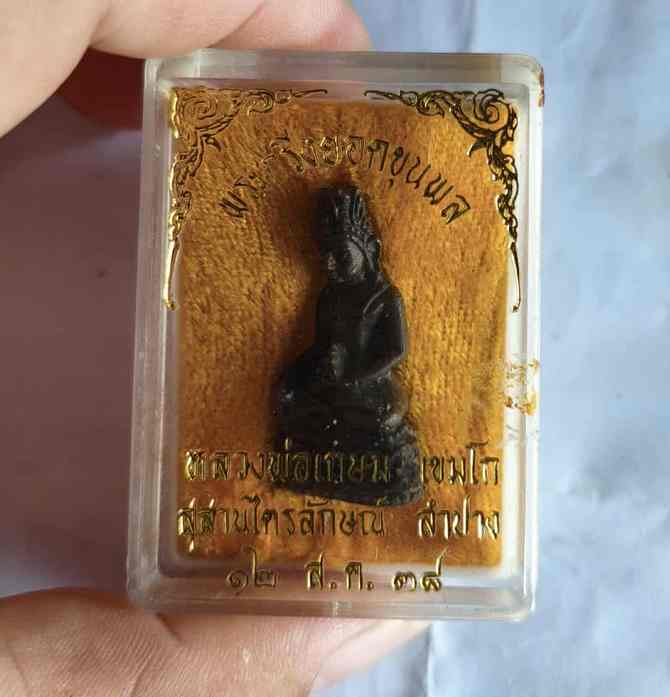 พระกริ่งยอดขุนพล
หลวงพ่อเกษม เขมโก
สุสานไตรลักษณ์ ลำปาง
๑๒ ส.ค. ๓๘